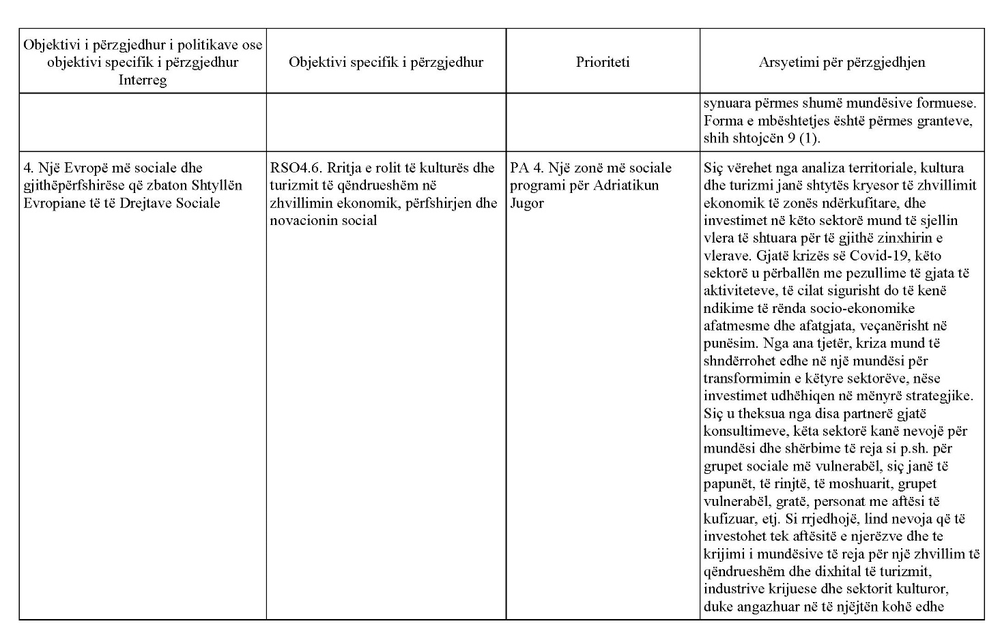 Objektivi i përzgjedhur i politikave ose
objektivi specifik i përzgjedhur
Interreg
Objektivi specifik i përzgjedhur
Prioriteti
Arsyetimi për përzgjedhjen
synuara përmes shumë mundësive formuese.
Forma e mbështetjes është përmes granteve,
shih shtojcën 9 (1).
4. Një Evropë më sociale dhe
gjithëpërfshirëse që zbaton Shtyllën
Evropiane të të Drejtave Sociale
RSO4.6. Rritja e rolit të kulturës dhe
turizmit të qëndrueshëm në
zhvillimin ekonomik, përfshirjen dhe
novacionin social
PA 4. Një zonë më sociale
programi për Adriatikun
Jugor
Siç vërehet nga analiza territoriale, kultura
dhe turizmi janë shtytës kryesor të zhvillimit
ekonomik të zonës ndërkufitare, dhe
investimet në këto sektorë mund të sjellin
vlera të shtuara për të gjithë zinxhirin e
vlerave. Gjatë krizës së Covid-19, këto
sektorë u përballën me pezullime të gjata të
aktiviteteve, të cilat sigurisht do të kenë
ndikime të rënda socio-ekonomike
afatmesme dhe afatgjata, veçanërisht në
punësim. Nga ana tjetër, kriza mund të
shndërrohet edhe në një mundësi për
transformimin e këtyre sektorëve, nëse
investimet udhëhiqen në mënyrë strategjike.
Siç u theksua nga disa partnerë gjatë
konsultimeve, këta sektorë kanë nevojë për
mundësi dhe shërbime të reja si p.sh. për
grupet sociale më vulnerabël, siç janë të
papunët, të rinjtë, të moshuarit, grupet
vulnerabël, gratë, personat me aftësi të
kufizuar, etj. Si rrjedhojë, lind nevoja që të
investohet tek aftësitë e njerëzve dhe te
krijimi i mundësive të reja për një zhvillim të
qëndrueshëm dhe dixhital të turizmit,
industrive krijuese dhe sektorit kulturor,
duke angazhuar në të njëjtën kohë edhe